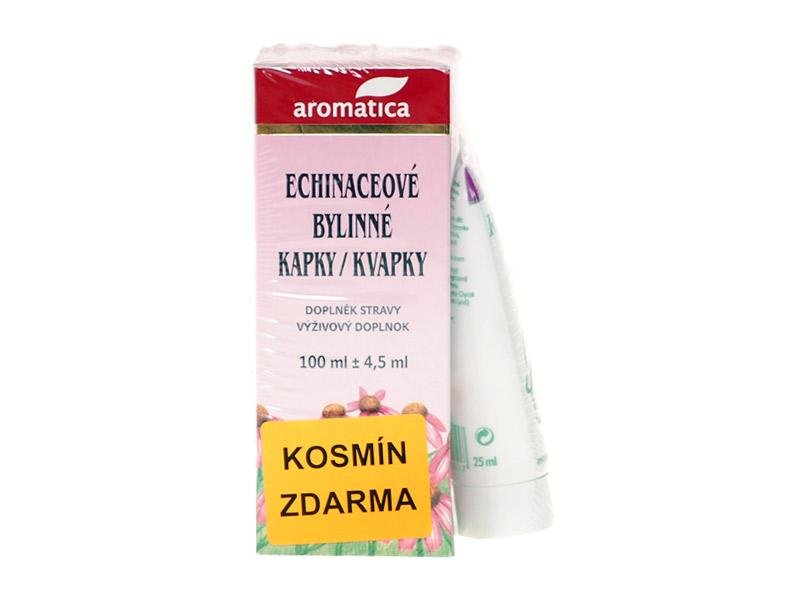 aromatica
ECHINACEOVÉ
BYLINNÉ
KAPKY / KVAPKY
DOPLNĚK STRAVY
VÝŽIVOVÝ DOPLNOK
100 ml ± 4,5 ml
KOSMÍN
ZDARMA
25 ml